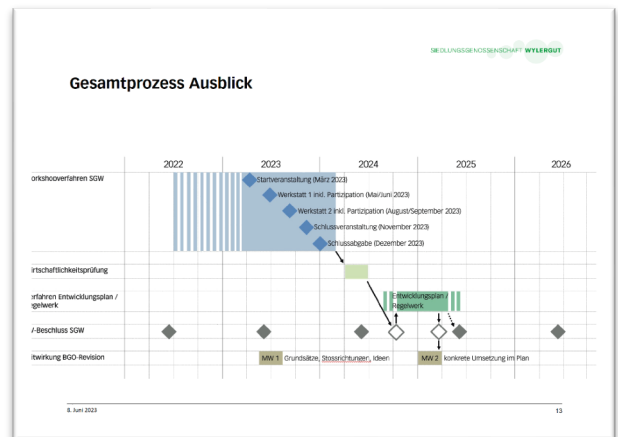 SIEDLUNGSGENOSSENSCHAFT WYLERGUT
Gesamtprozess Ausblick
2022 2023 2024 2025 2026
orkshopverfahren SGW
Startveranstaltung (März 2023)
Werkstatt 1 inkl. Partizipation (Mai/Juni 2023)
Werkstatt 2 inkl. Partizipation (August/September 2023)
Schlussveranstaltung (November 2023)
Schlussabgabe (Dezember 2023)
irtschaftlichkeitsprüfung
erfahren Entwicklungsplan /
egelwerk
Entwicklungsplan /
Regelwerk
V-Beschluss SGW
itwirkung BGO-Revision
MW 1 Grundsätze, Stossrichtungen, Ideen
MW 2 konkrete Umsetzung im Plan
8. Juni 2023
13